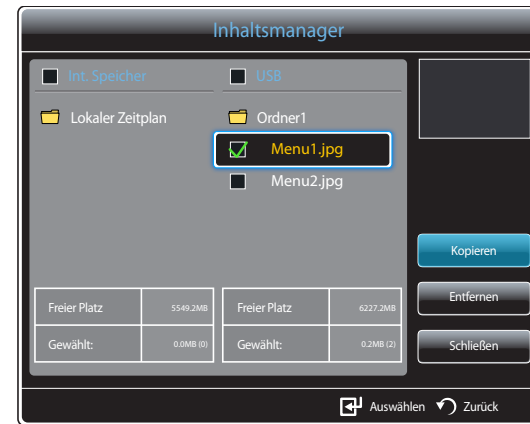 Inhaltsmanager
Int. Speicher
USB
Lokaler Zeitplan
Ordner1
Menu1.jpg
Menu2.jpg
Freier Platz 5549.2MB
Gewählt: 0.0MB (0)
Freier Platz 6227.2MB
Gewählt: 0.2MB (2)
Kopieren
Entfernen
Schließen
Auswählen Zurück